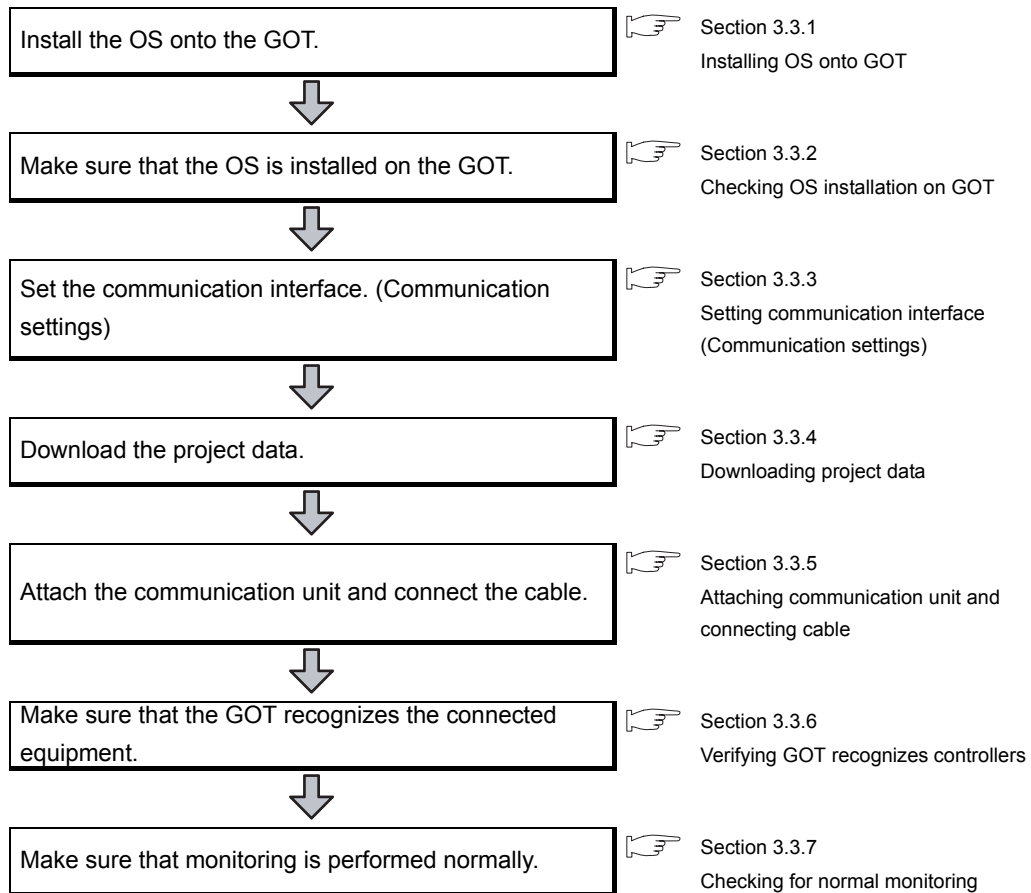 Install the OS onto the GOT.
Section 3.3.1
Installing OS onto GOT
Make sure that the OS is installed on the GOT.
Section 3.3.2
Checking OS installation on GOT
Set the communication interface. (Communication
settings)
Section 3.3.3
Setting communication interface
(Communication settings)
Download the project data.
Section 3.3.4
Downloading project data
Attach the communication unit and connect the cable.
Section 3.3.5
Attaching communication unit and
connecting cable
Make sure that the GOT recognizes the connected
equipment.
Section 3.3.6
Verifying GOT recognizes controllers
Make sure that monitoring is performed normally.
Section 3.3.7
Checking for normal monitoring